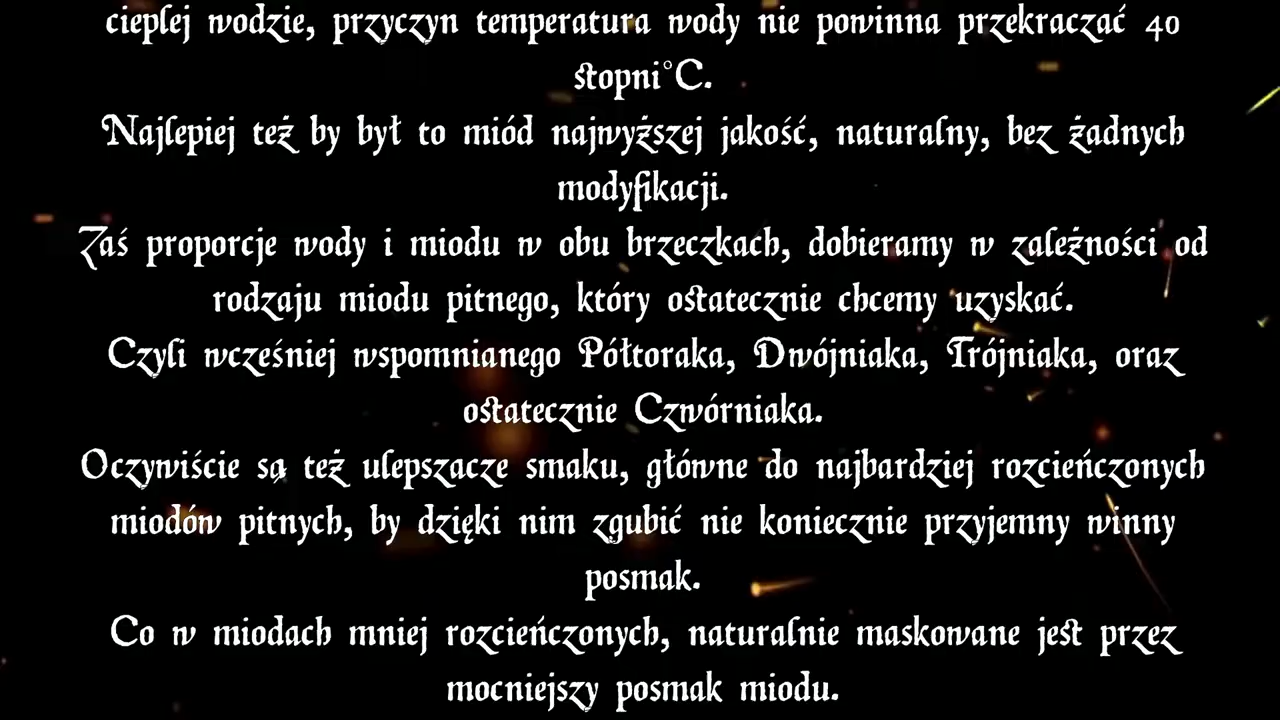 ciepłej wodzie, przyczyn temperatura wody nie powinna przekraczać 40
stopni°C.
Najlepiej też by był to miód najwyższej jakość, naturalny, bez żadnych
modyfikacji.
Zaś proporcje wody i miodu w obu brzeczkach, dobieramy w zależności od
rodzaju miodu pitnego, który ostatecznie chcemy uzyskać.
Czyli wcześniej wspomnianego Półtoraka, Dwójniaka, Trójniaka, oraz
ostatecznie Czwórniaka.
Oczywiście są też ulepszacze smaku, główne do najbardziej rozcieńczonych
miodów pitnych, by dzięki nim zgubić nie koniecznie przyjemny winny
posmak.
Co w miodach mniej rozcieńczonych, naturalnie maskowane jest przez
mocniejszy posmak miodu.